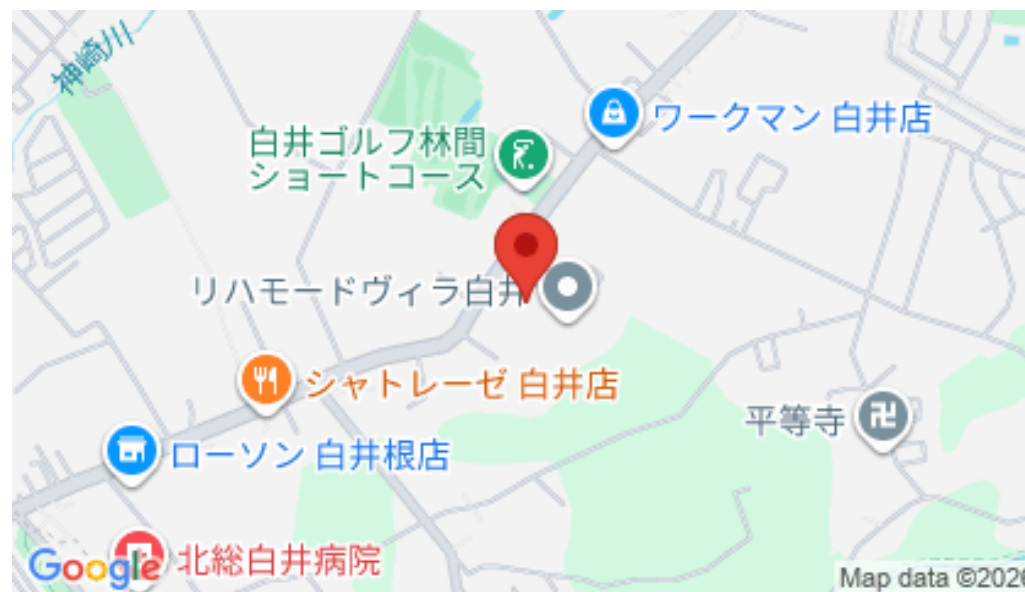 神崎川
白井ゴルフ林間
ショートコース
ワークマン 白井店
リハモードヴィラ白井
シャトレーゼ 白井店
平等寺
卍
ローソン 白井根店
北総白井病院
Google
Map data ©2026